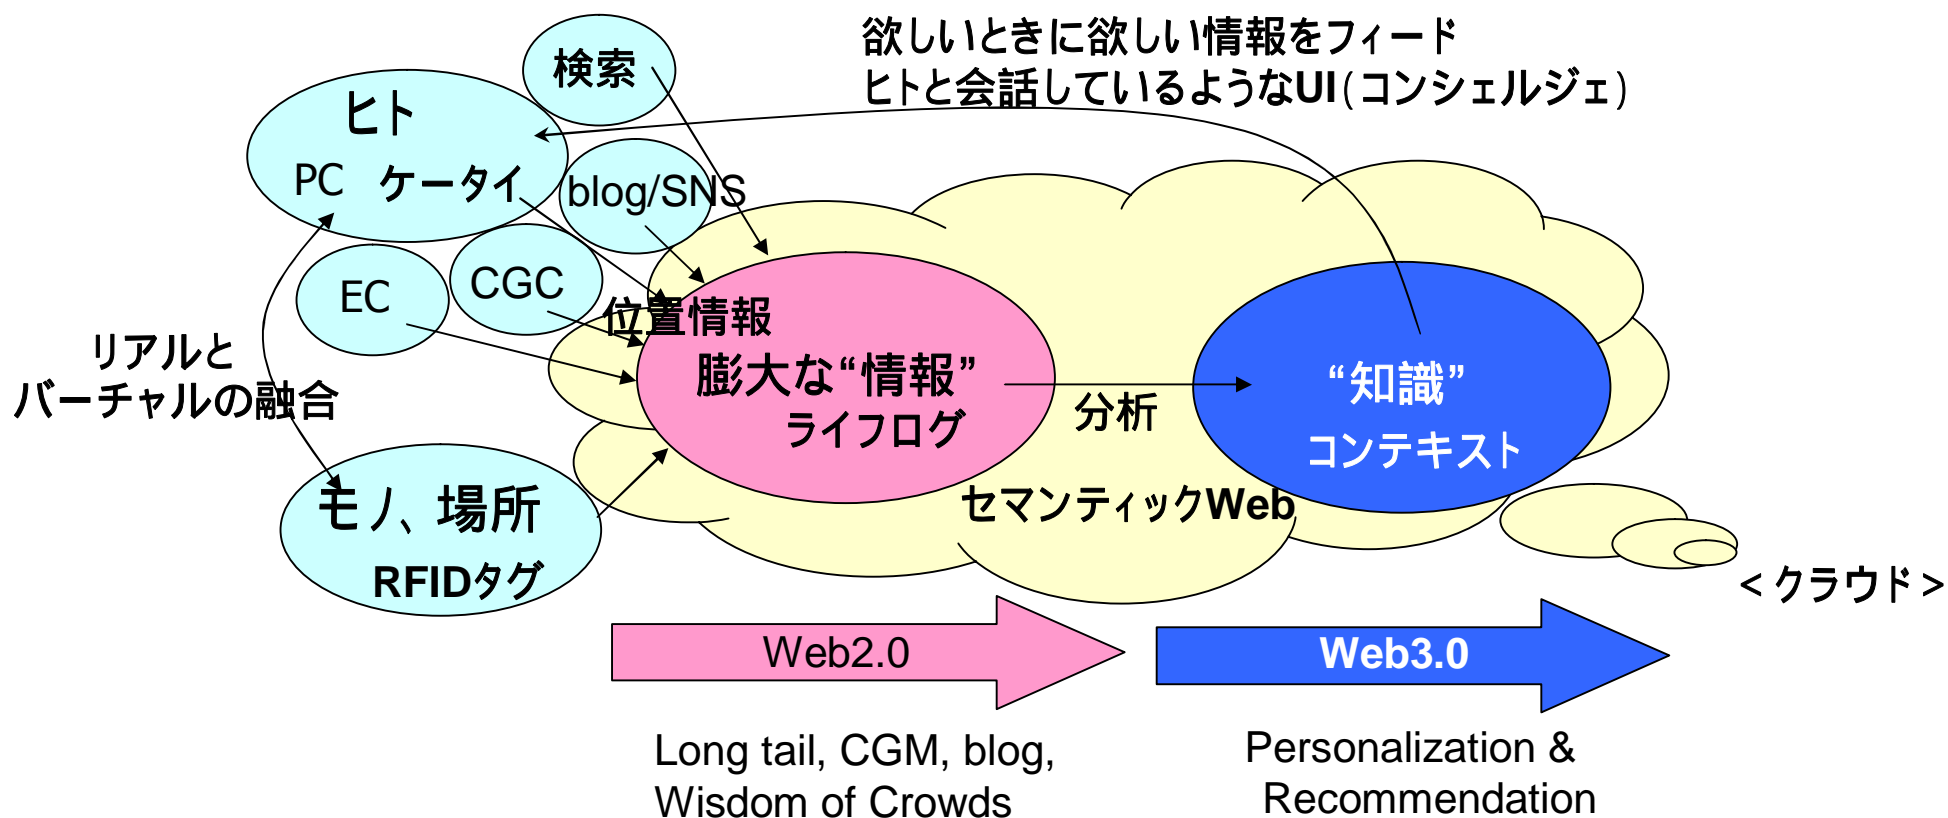 欲しいときに欲しい情報をフィード
ヒトと会話しているようなUI(コンシェルジェ)
検索
ヒト
PC ケータイ
blog/SNS
EC
CGC
位置情報
リアルと
バーチャルの融合
膨大な“情報”
ライフログ
分析
“知識”
コンテキスト
モノ、場所
RFIDタグ
セマンティックWeb
<クラウド>
Web2.0
Web3.0
Long tail, CGM, blog,
Wisdom of Crowds
Personalization &
Recommendation